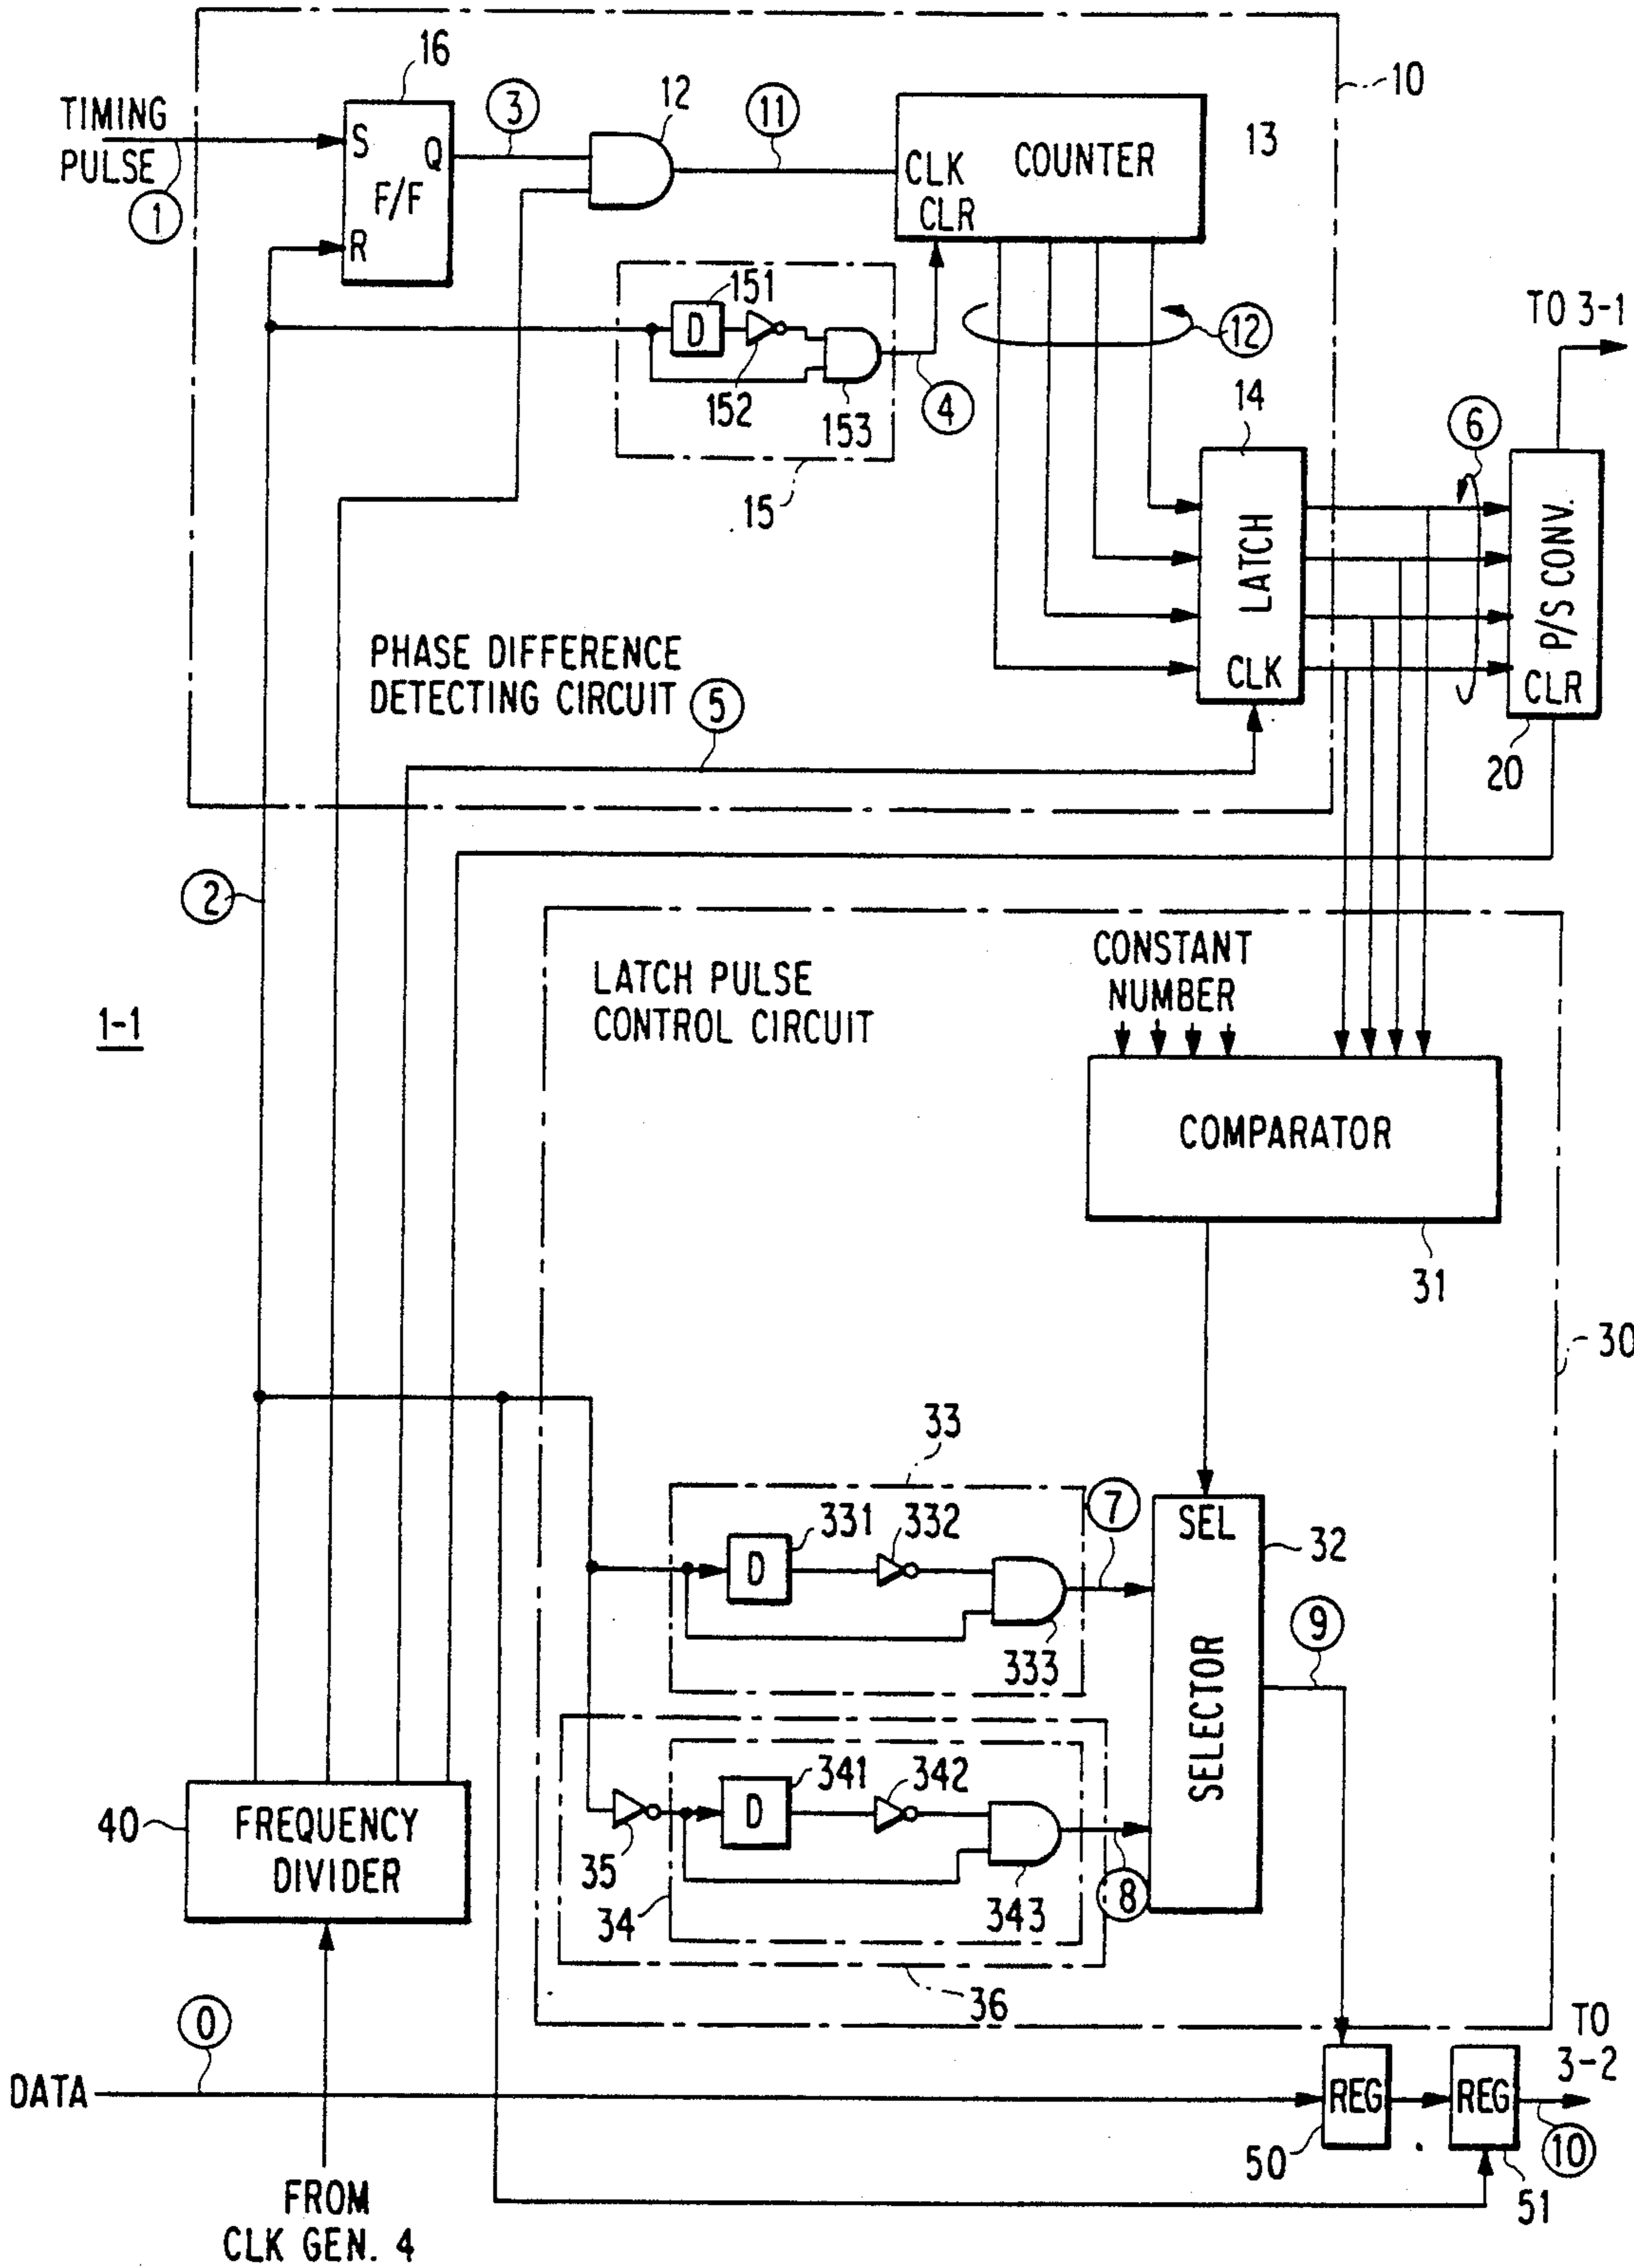 16
TIMING
PULSE
1
S
Q
F/F
R
3
12
11
CLK
CLR
COUNTER
13
10
151
D
152
153
4
12
15
TO 3-1
14
6
LATCH
CLK
P/S CONV.
CLR
20
PHASE DIFFERENCE
DETECTING CIRCUIT
5
2
1-1
LATCH PULSE
CONTROL CIRCUIT
CONSTANT
NUMBER
COMPARATOR
31
30
33
331
D
332
333
7
SEL
32
SELECTOR
9
341
D
342
343
8
35
34
36
40
FREQUENCY
DIVIDER
0
DATA
FROM
CLK GEN. 4
REG
50
REG
51
10
TO
3-2